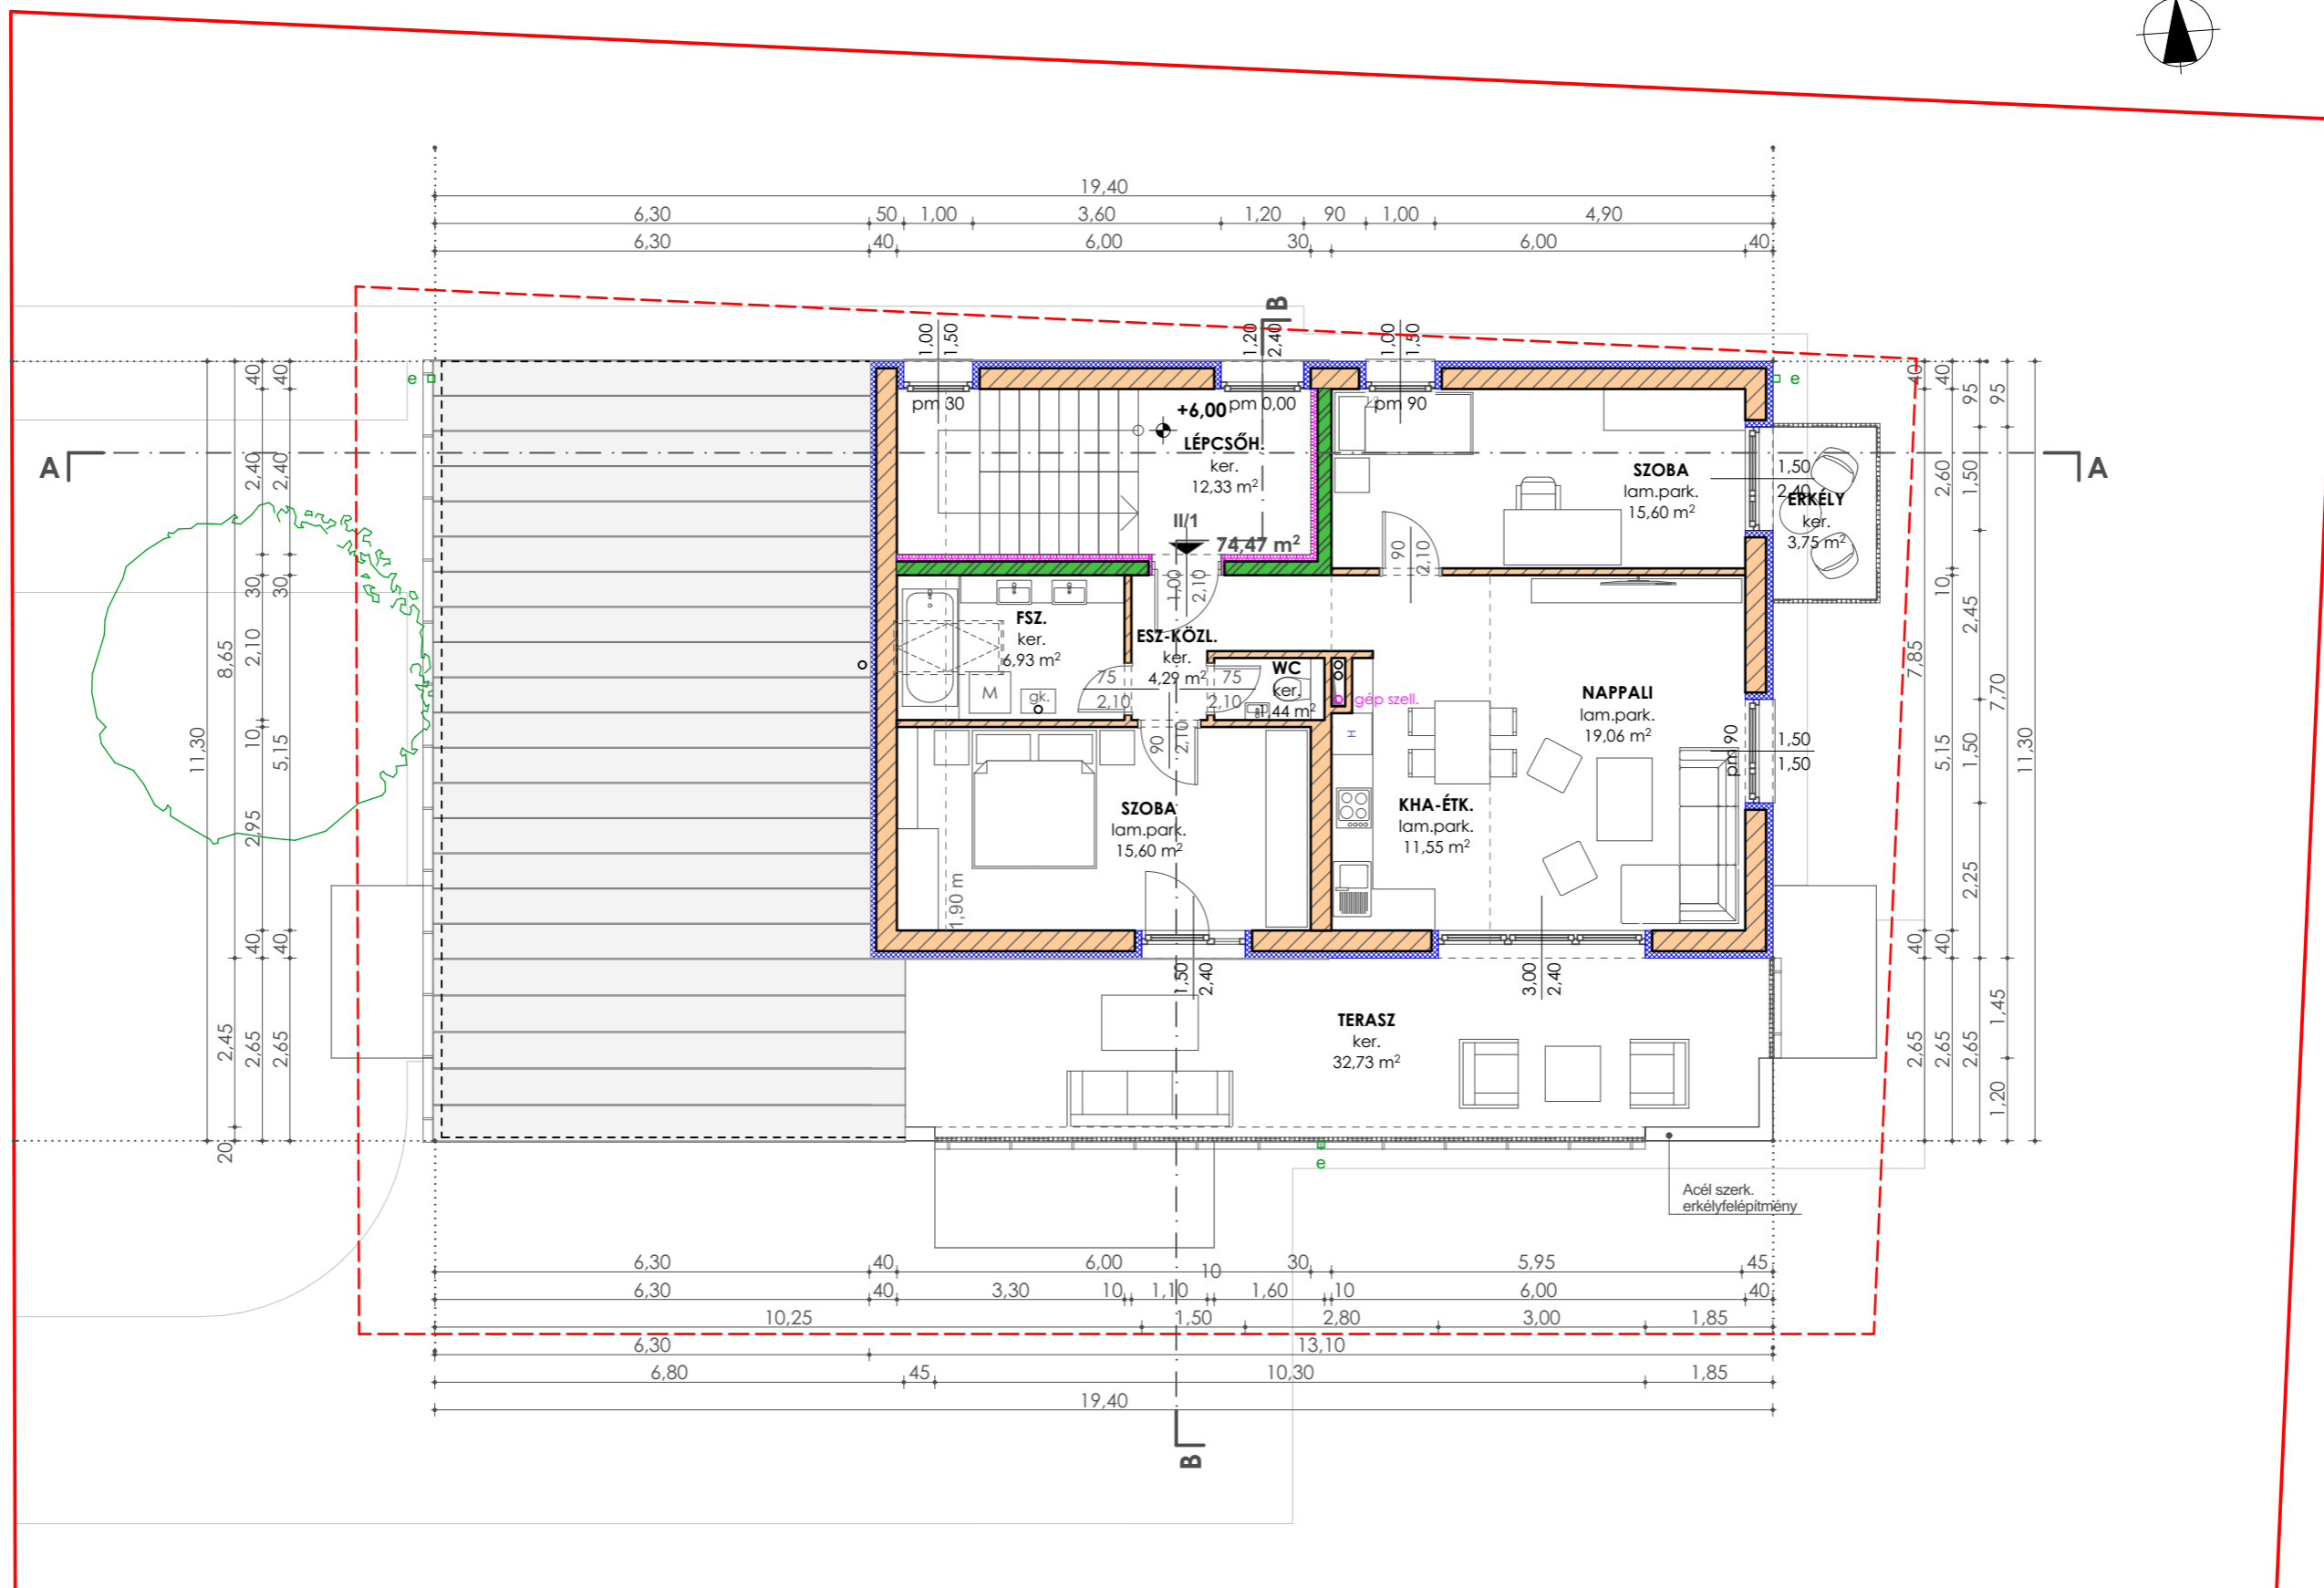 19,40
6,30 50 1,00 3,60 1,20 90 1,00 4,90
6,30 40 6,00 30 6,00 40
B
1,00
1,50
1,20
2,40
1,00
1,50
e
e
pm 30
+6,00
pm 0,00
pm 90
LÉPCSŐH.
ker.
12,33 m²
A
A
SZOBA
lam.park.
15,60 m²
1,50
2,40
ERKÉLY
ker.
3,75 m²
II/1
74,47 m²
1,00
2,10
90
2,10
FSZ.
ker.
6,93 m²
ESZ-KÖZL.
ker.
4,29 m²
75
2,10
75
2,10
WC
ker.
1,44 m²
M
gk.
gép szell.
H
NAPPALI
lam.park.
19,06 m²
pm 90
1,50
1,50
90
2,10
SZOBA
lam.park.
15,60 m²
KHA-ÉTK.
lam.park.
11,55 m²
1,90 m
1,50
2,40
3,00
2,40
TERASZ
ker.
32,73 m²
e
Acél szerk.
erkélyfelépítmény
11,30
8,65 2,45 20
40 2,40 30 2,10 10 2,95 40 2,65
40 2,40 30 5,15 40 2,65
40 7,85 40 2,65
40 2,60 10 5,15 40 2,65
95 1,50 2,45 1,50 2,25 2,65
95 7,70 1,45 1,20
11,30
6,30 40 6,00 30 5,95 45
6,30 40 3,30 10 1,10 10 1,60 10 6,00 40
10,25 1,50 2,80 3,00 1,85
6,30 13,10
6,80 45 10,30 1,85
19,40
B